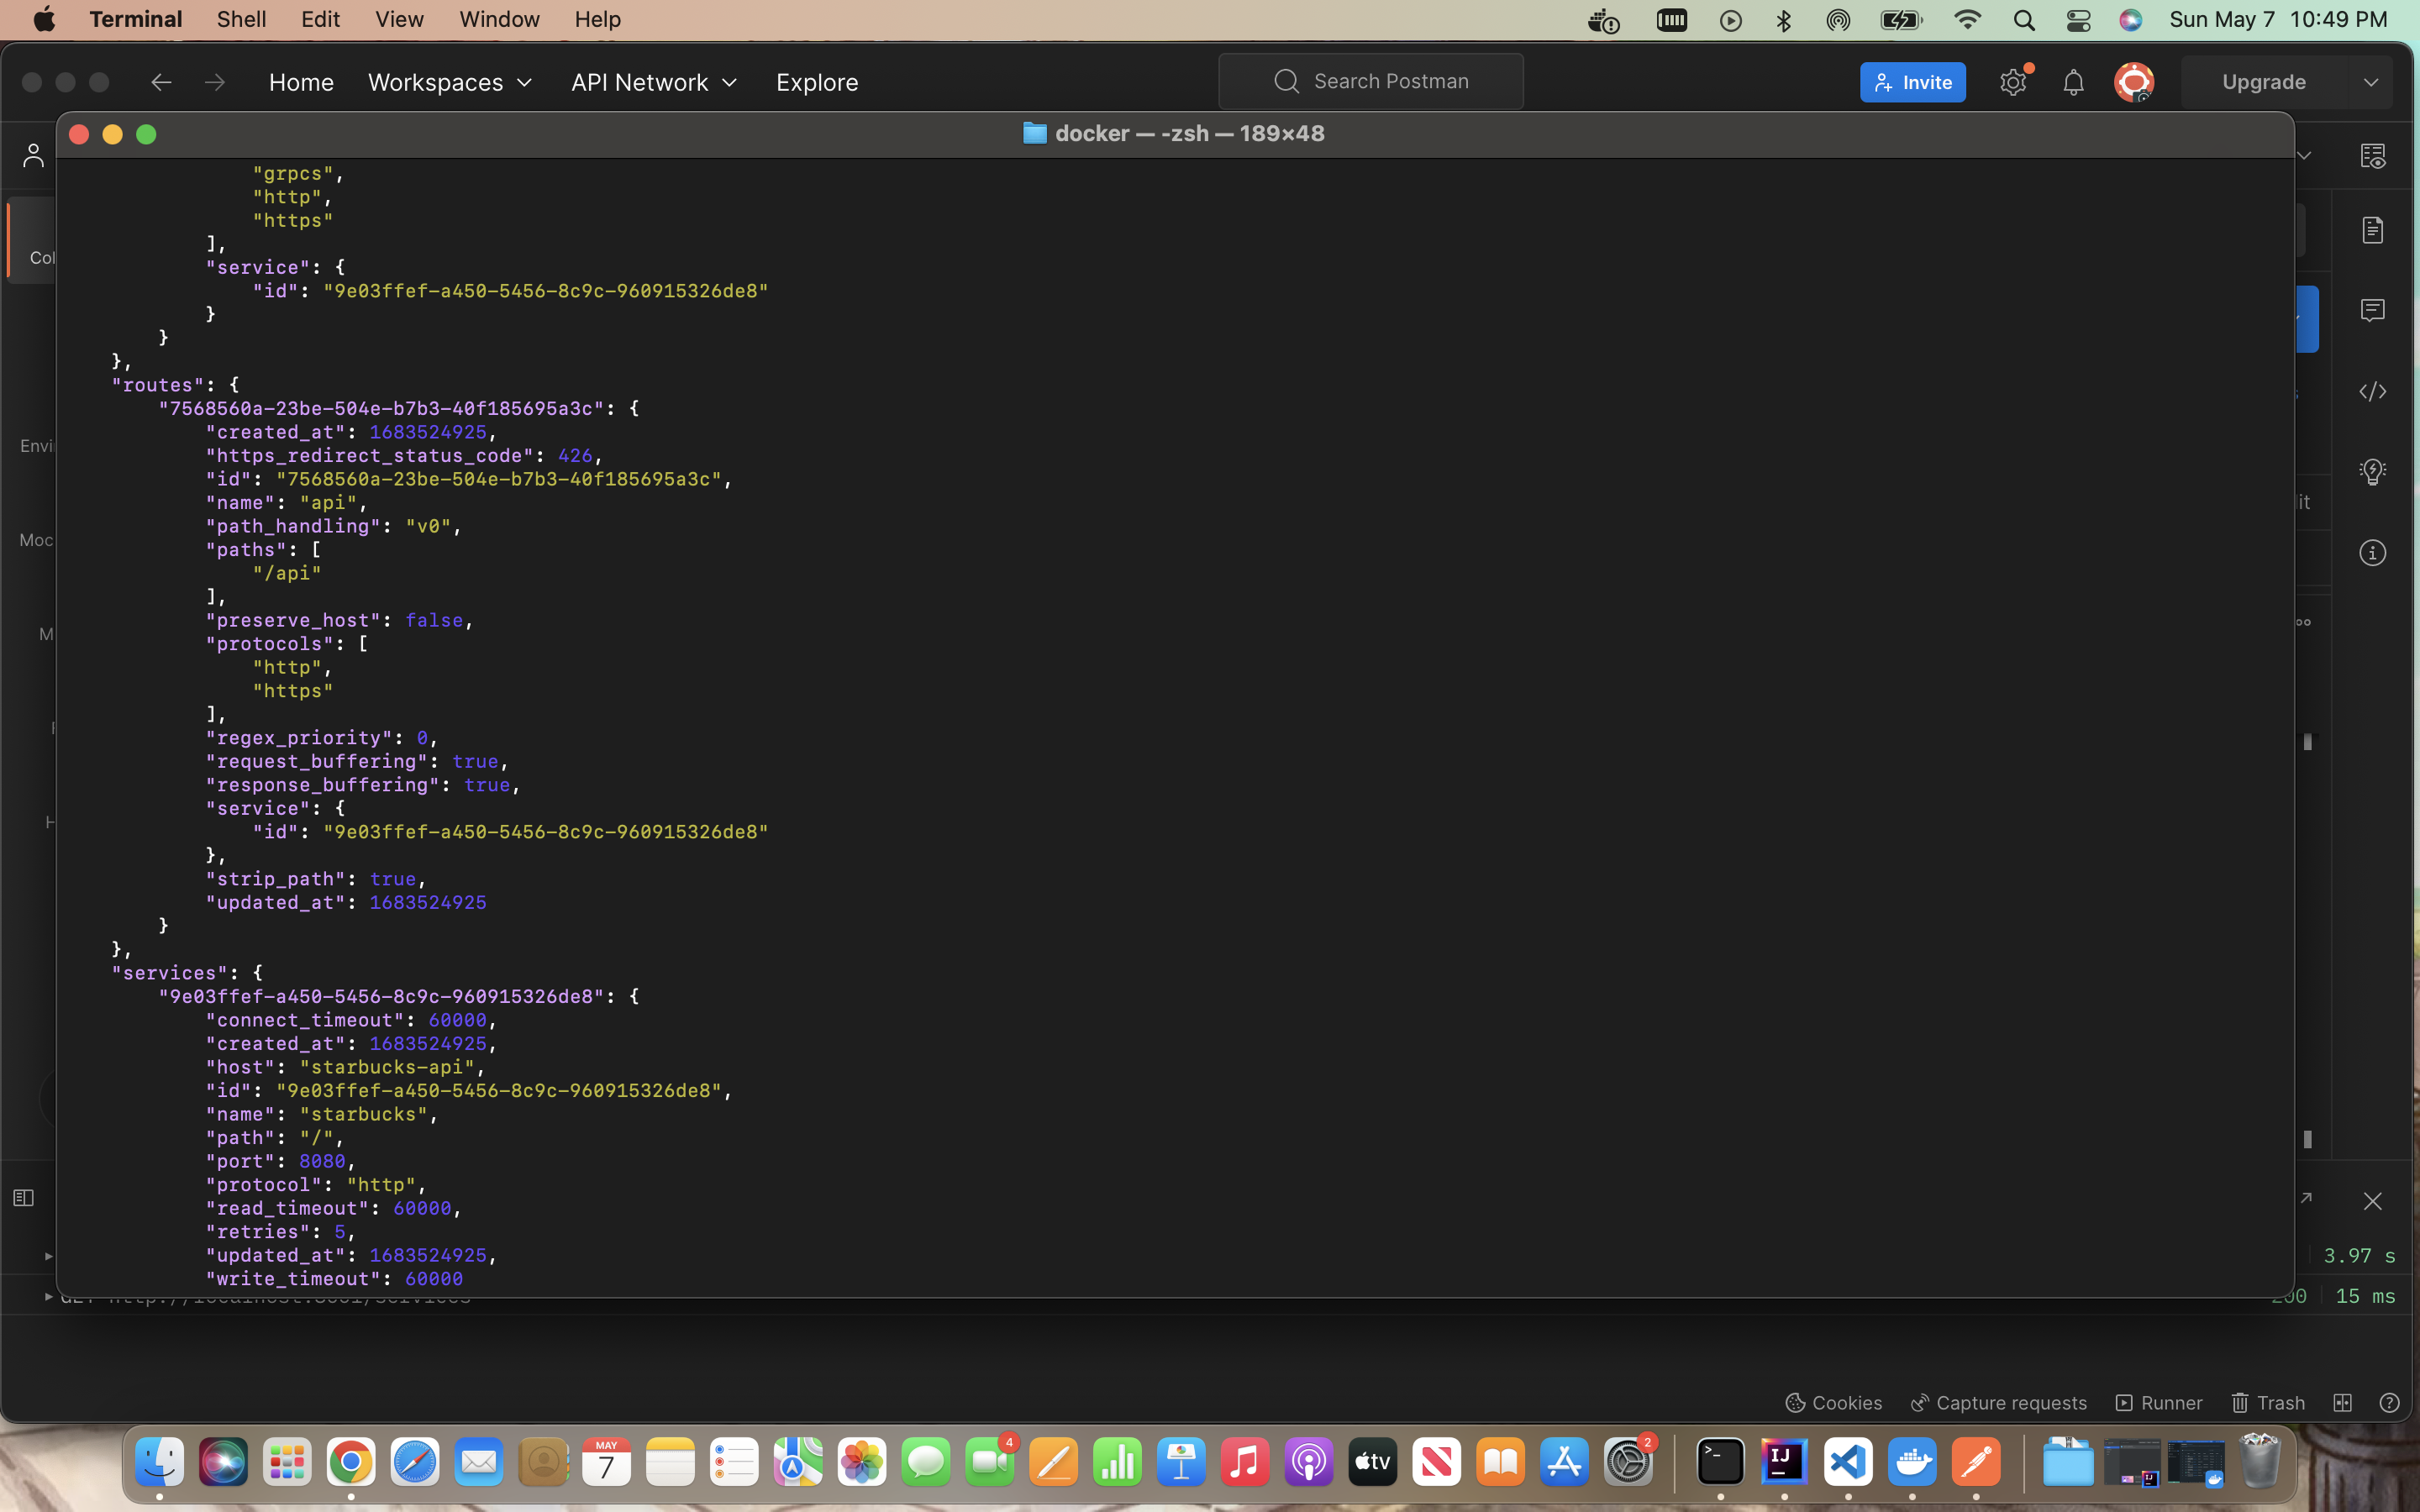 Terminal Shell Edit View Window Help Sun May 7 10:49 PM
Home Workspaces API Network Explore Search Postman Invite Upgrade
docker — -zsh — 189×48
"grpcs",
"http",
"https"
],
"service": {
"id": "9e03ffef-a450-5456-8c9c-960915326de8"
}
}
},
"routes": {
"7568560a-23be-504e-b7b3-40f185695a3c": {
"created_at": 1683524925,
"https_redirect_status_code": 426,
"id": "7568560a-23be-504e-b7b3-40f185695a3c",
"name": "api",
"path_handling": "v0",
"paths": [
"/api"
],
"preserve_host": false,
"protocols": [
"http",
"https"
],
"regex_priority": 0,
"request_buffering": true,
"response_buffering": true,
"service": {
"id": "9e03ffef-a450-5456-8c9c-960915326de8"
},
"strip_path": true,
"updated_at": 1683524925
}
},
"services": {
"9e03ffef-a450-5456-8c9c-960915326de8": {
"connect_timeout": 60000,
"created_at": 1683524925,
"host": "starbucks-api",
"id": "9e03ffef-a450-5456-8c9c-960915326de8",
"name": "starbucks",
"path": "/",
"port": 8080,
"protocol": "http",
"read_timeout": 60000,
"retries": 5,
"updated_at": 1683524925,
"write_timeout": 60000
Col
Envi
Moc
M
3.97 s
200 15 ms
Cookies Capture requests Runner Trash
MAY
7
4
tv
2
IJ